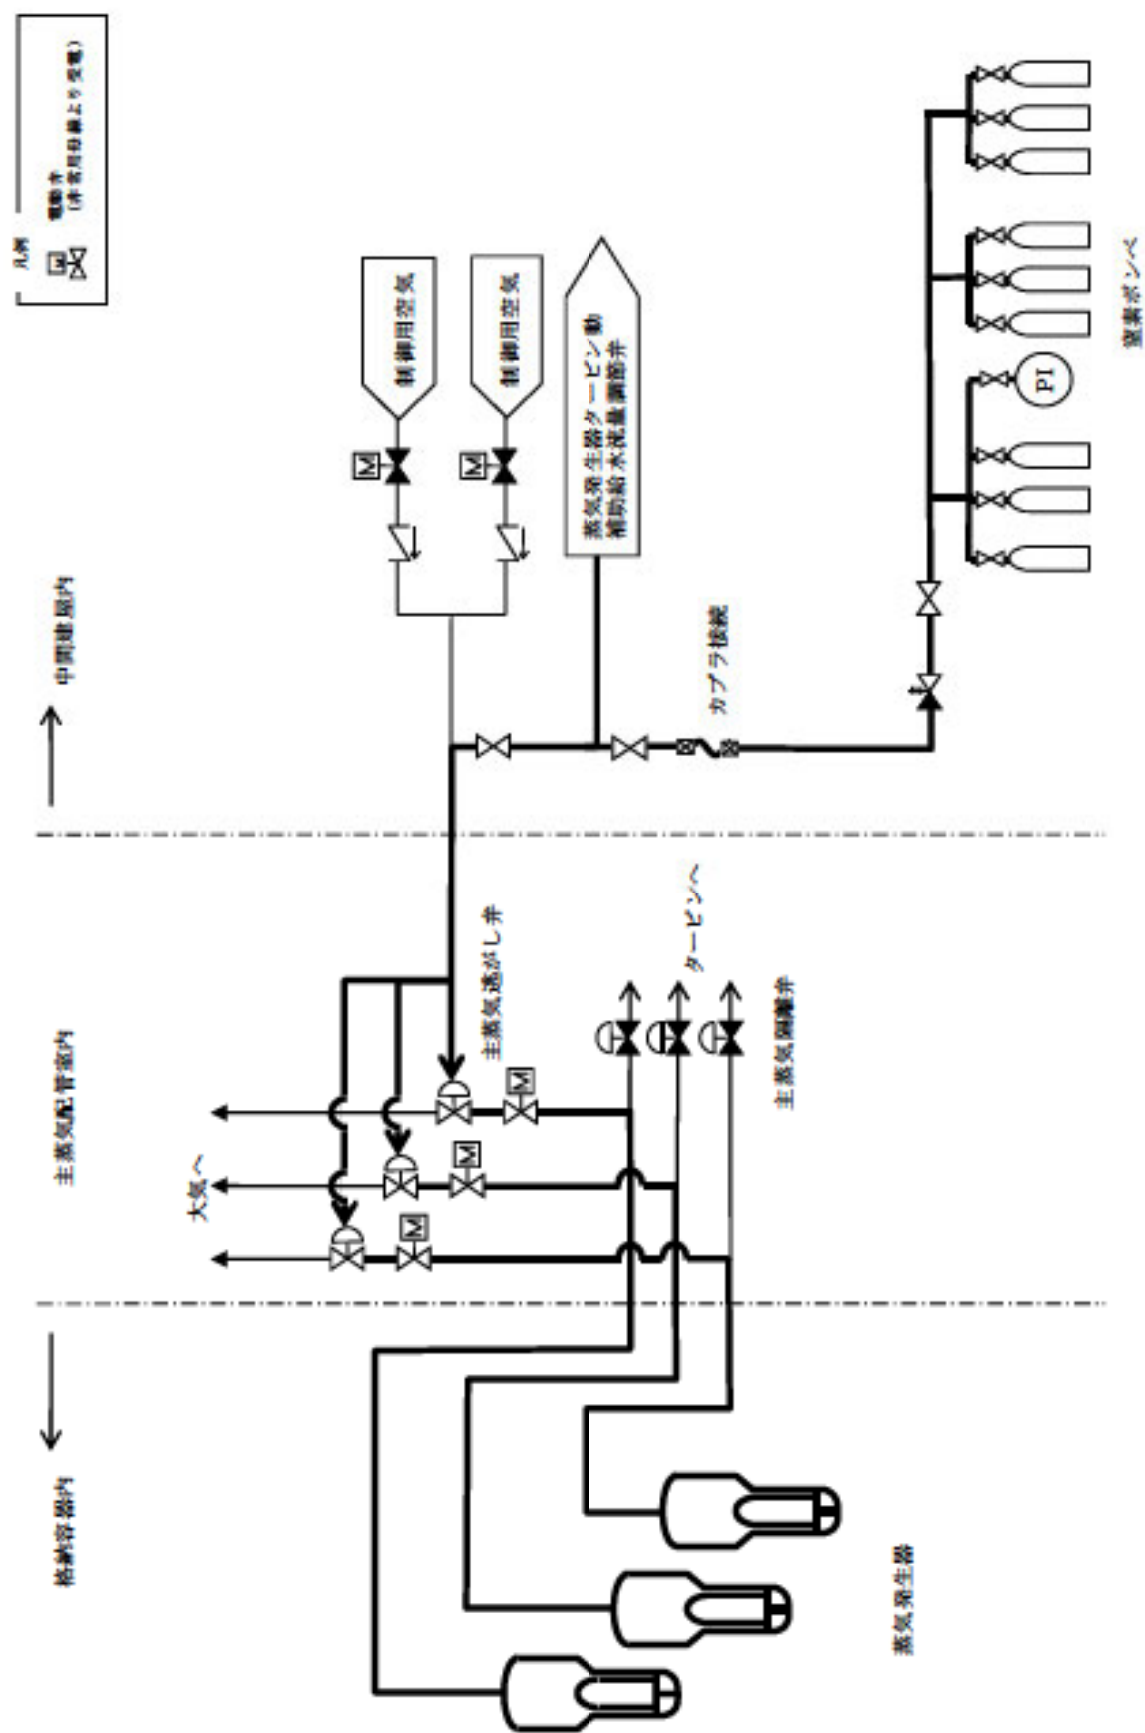 格納容器内
主蒸気配管室内
中間建屋内
凡例
M
電動弁
(非常用母線より受電)
大気へ
M
M
M
主蒸気逃がし弁
タービンへ
主蒸気隔離弁
蒸気発生器
M
制御用空気
M
制御用空気
蒸気発生器タービン動
補助給水流量調節弁
カプラ接続
PI
窒素ボンベ